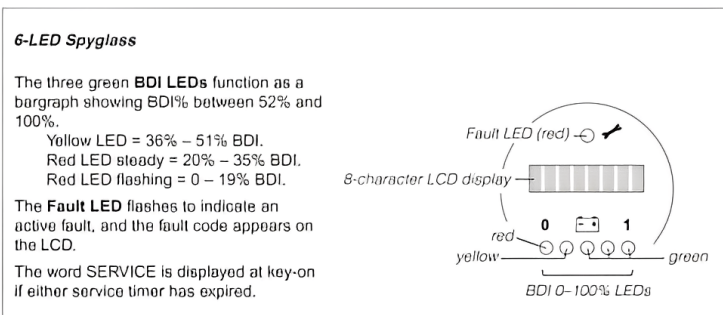 6-LED Spyglass
The three green BDI LEDs function as a
bargraph showing BDI% between 52% and
100%.
Yellow LED = 36% – 51% BDI.
Red LED steady = 20% – 35% BDI.
Red LED flashing = 0 – 19% BDI.
The Fault LED flashes to indicate an
active fault, and the fault code appears on
the LCD.
The word SERVICE is displayed at key-on
if either service timer has expired.
Fault LED (red)
8-character LCD display
0 - + 1
red
yellow
green
BDI 0–100% LEDs